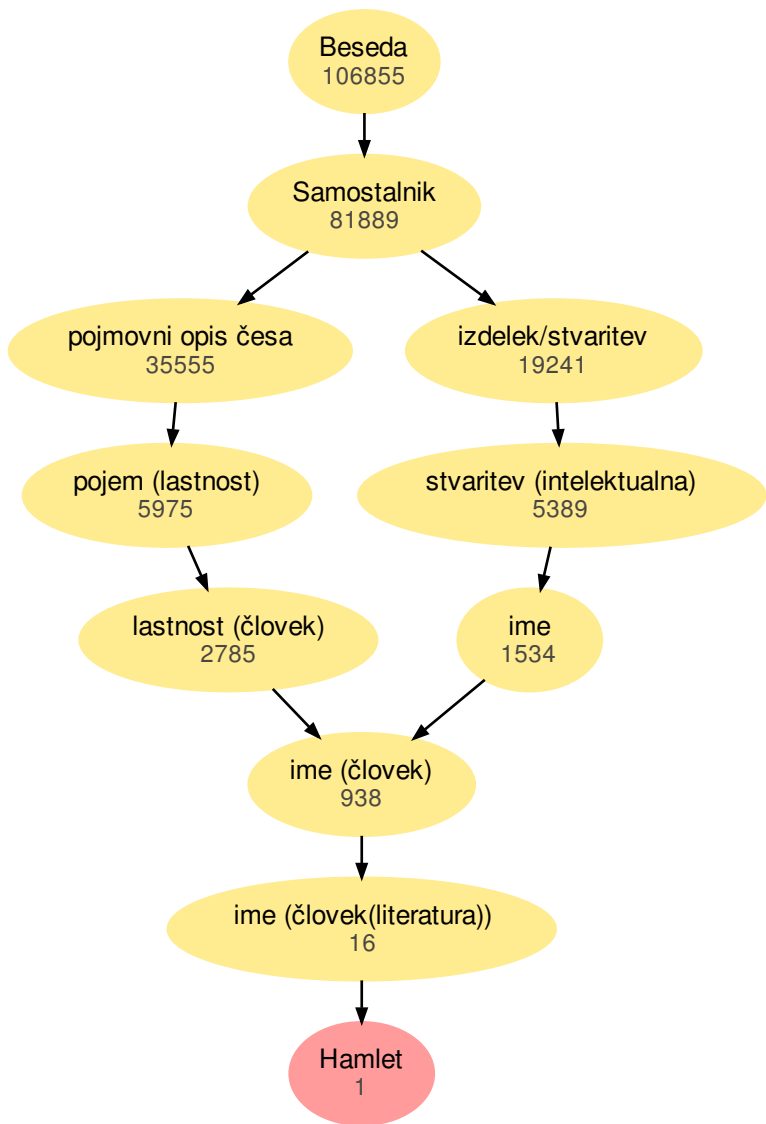 Beseda
106855
Samostalnik
81889
pojmovni opis česa
35555
izdelek/stvaritev
19241
pojem (lastnost)
5975
stvaritev (intelektualna)
5389
lastnost (človek)
2785
ime
1534
ime (človek)
938
ime (človek(literatura))
16
Hamlet
1